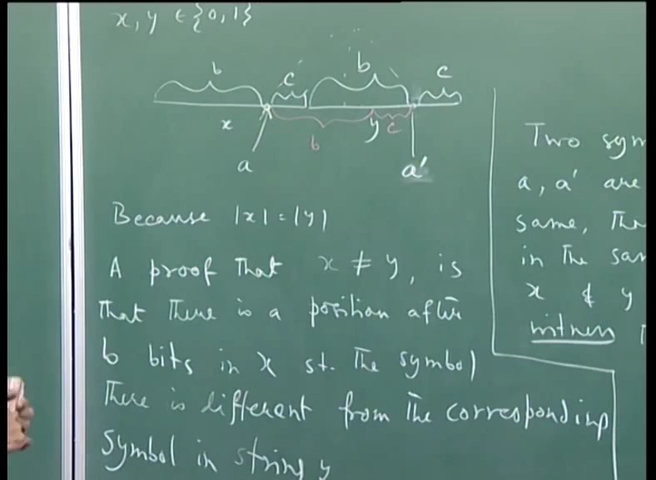 x, y ∈ {0, 1}
b c b c
x b y c
a a'
Because |x| = |y|
A proof that x ≠ y, is
that there is a position after
b bits in x st. the symbol
there is different from the corresponding
symbol in string y
Two sym
a, a' are
same, the
in the sa
x & y
witness